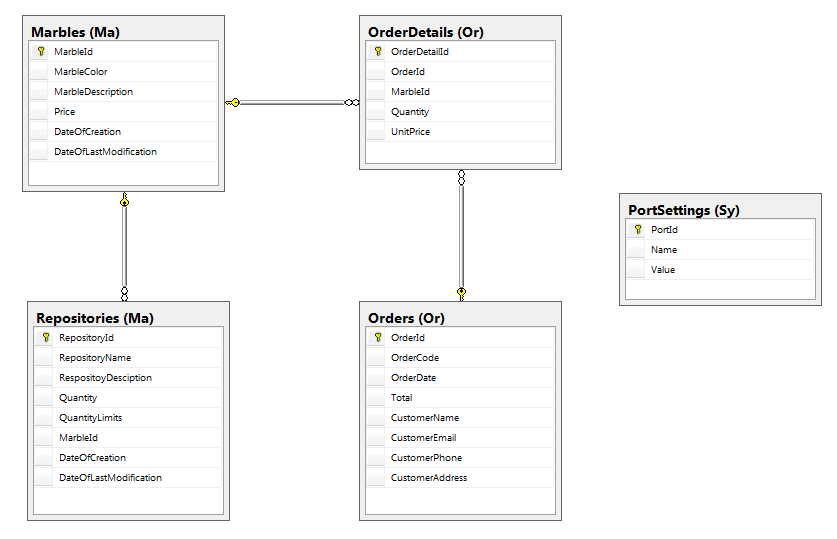 Marbles (Ma)
MarbleId
MarbleColor
MarbleDescription
Price
DateOfCreation
DateOfLastModification
OrderDetails (Or)
OrderDetailId
OrderId
MarbleId
Quantity
UnitPrice
PortSettings (Sy)
PortId
Name
Value
Repositories (Ma)
RepositoryId
RepositoryName
RespositoyDesciption
Quantity
QuantityLimits
MarbleId
DateOfCreation
DateOfLastModification
Orders (Or)
OrderId
OrderCode
OrderDate
Total
CustomerName
CustomerEmail
CustomerPhone
CustomerAddress